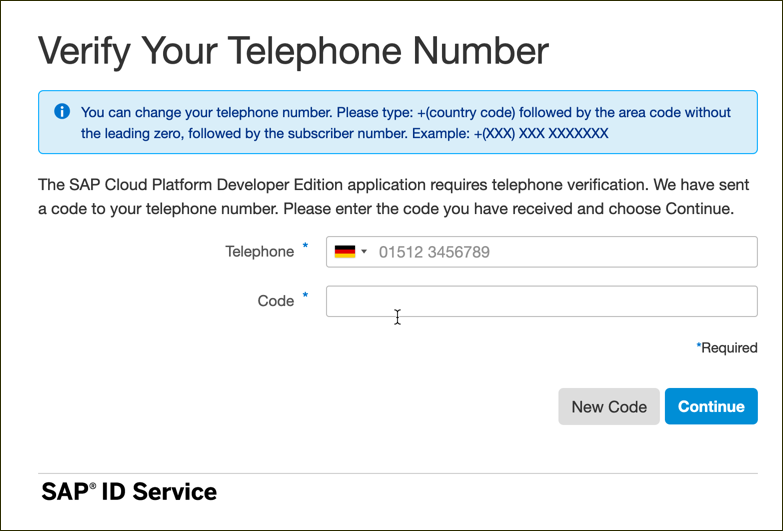 Verify Your Telephone Number
You can change your telephone number. Please type: +(country code) followed by the area code without
the leading zero, followed by the subscriber number. Example: +(XXX) XXX XXXXXXX
The SAP Cloud Platform Developer Edition application requires telephone verification. We have sent
a code to your telephone number. Please enter the code you have received and choose Continue.
Telephone * 01512 3456789
Code *
*Required
New Code Continue
SAP® ID Service